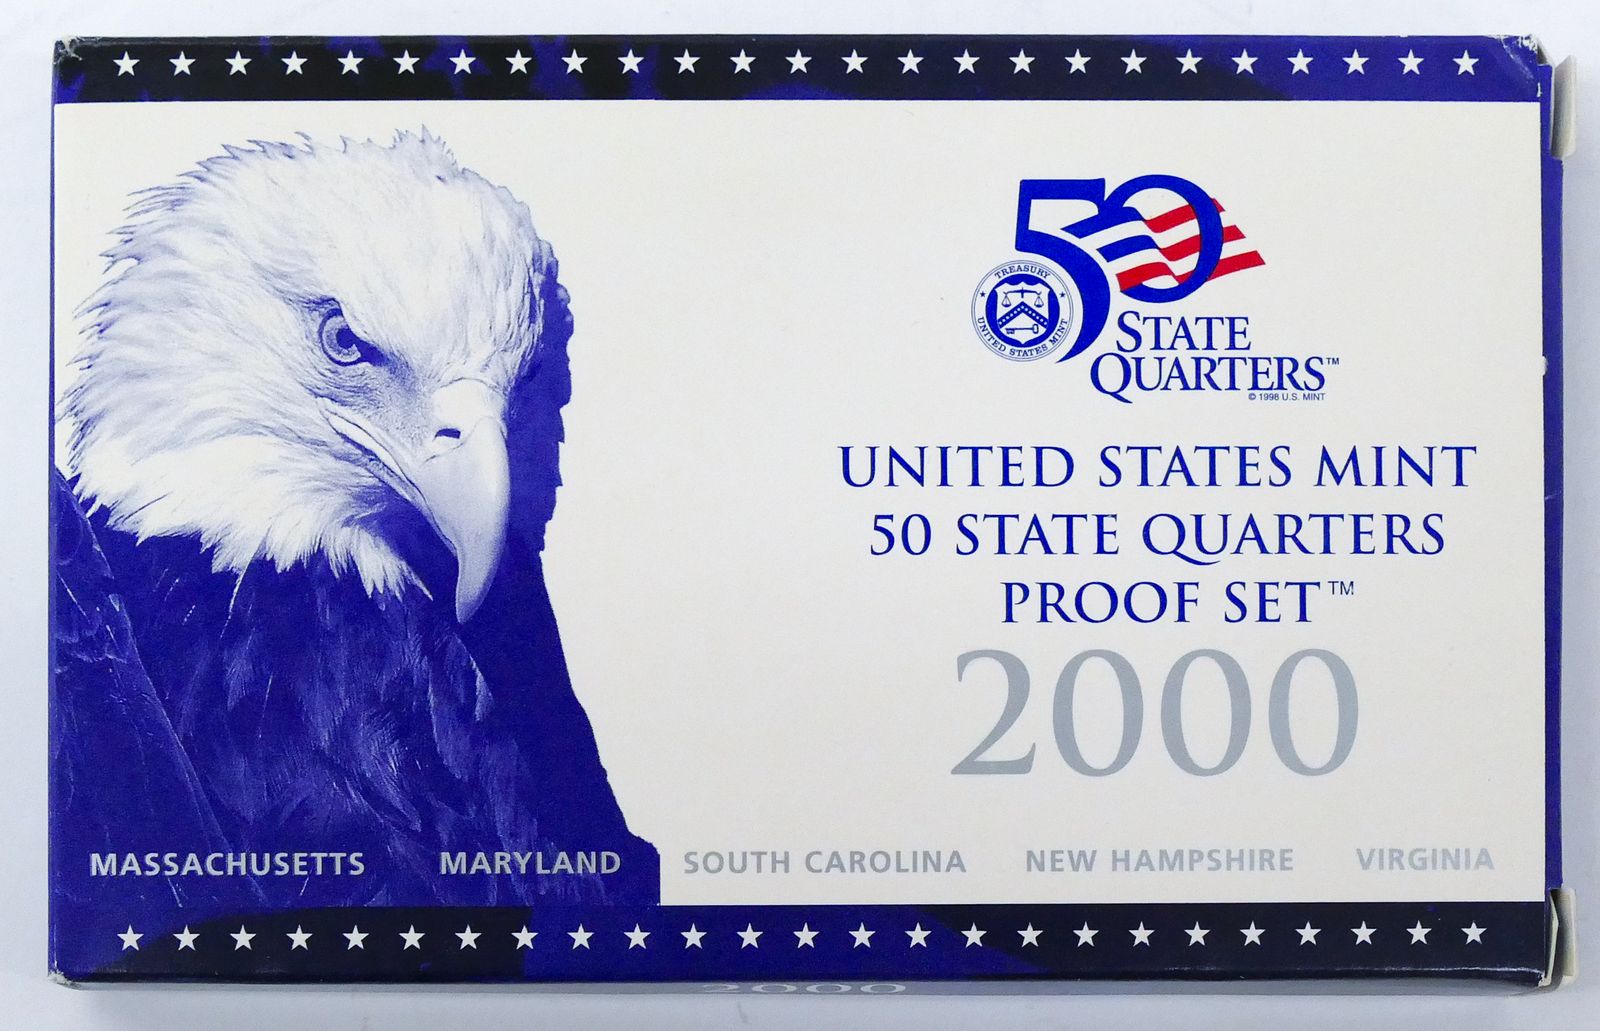 50
STATE
QUARTERS™
© 1998 U.S. MINT
TREASURY
UNITED STATES MINT
UNITED STATES MINT
50 STATE QUARTERS
PROOF SET™
2000
MASSACHUSETTS MARYLAND SOUTH CAROLINA NEW HAMPSHIRE VIRGINIA
2000